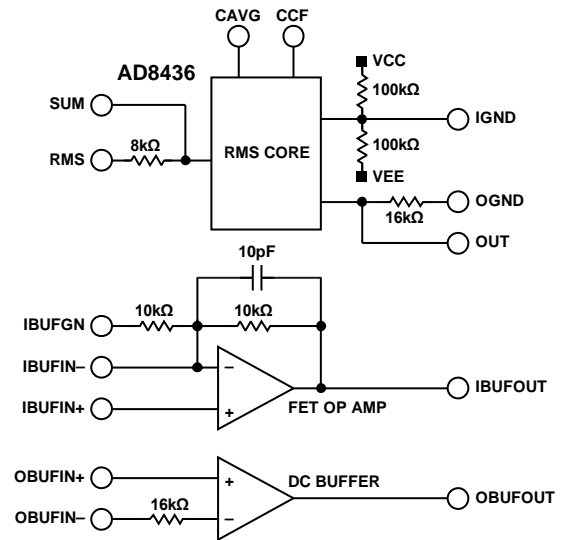 CAVG CCF
AD8436
VCC
100kΩ
SUM
IGND
8kΩ
RMS
RMS CORE
100kΩ
VEE
OGND
16kΩ
OUT
10pF
10kΩ
10kΩ
IBUFGN
IBUFIN–
–
IBUFOUT
IBUFIN+
+
FET OP AMP
OBUFIN+
+
DC BUFFER
16kΩ
OBUFOUT
OBUFIN–
–